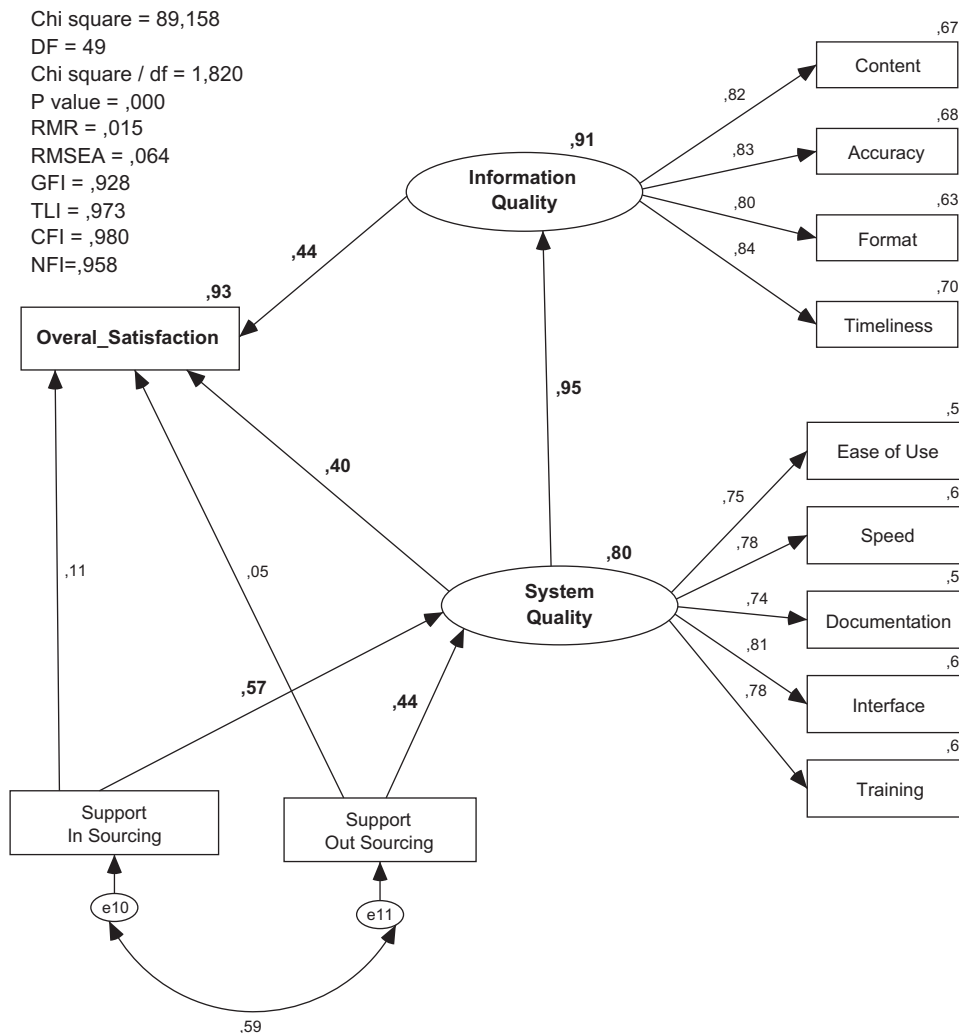 Chi square = 89,158
DF = 49
Chi square / df = 1,820
P value = ,000
RMR = ,015
RMSEA = ,064
GFI = ,928
TLI = ,973
CFI = ,980
NFI=,958
,67
Content
,82
,68
Accuracy
,83
,91
Information
Quality
,63
Format
,80
,84
,70
Timeliness
,44
,93
Overal_Satisfaction
,95
,5
Ease of Use
,75
,40
,6
Speed
,78
,80
System
Quality
,11
,05
,5
Documentation
,74
,81
,6
Interface
,57
,44
,78
,6
Training
Support
In Sourcing
Support
Out Sourcing
e10
e11
,59